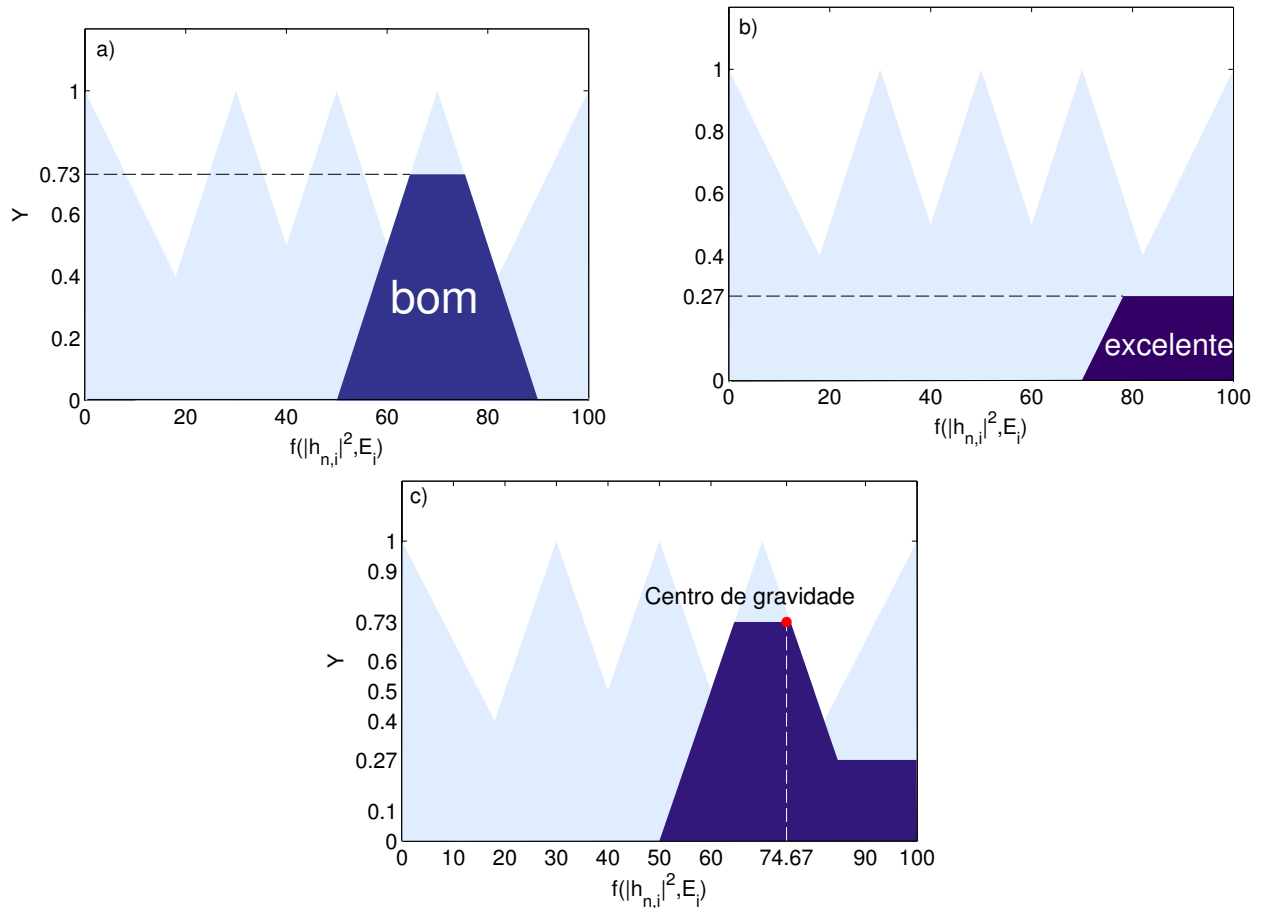 a)
1
0.73
0.6
0.4
0.2
0
Y
bom
0 20 40 60 80 100
f(|h_{n,i}|^2,E_i)
b)
1
0.8
0.6
0.4
0.27
0
excelente
0 20 40 60 80 100
f(|h_{n,i}|^2,E_i)
c)
1
0.9
0.73
0.6
0.5
0.4
0.27
0.1
0
Y
Centro de gravidade
0 10 20 30 40 50 60 74.67 90 100
f(|h_{n,i}|^2,E_i)